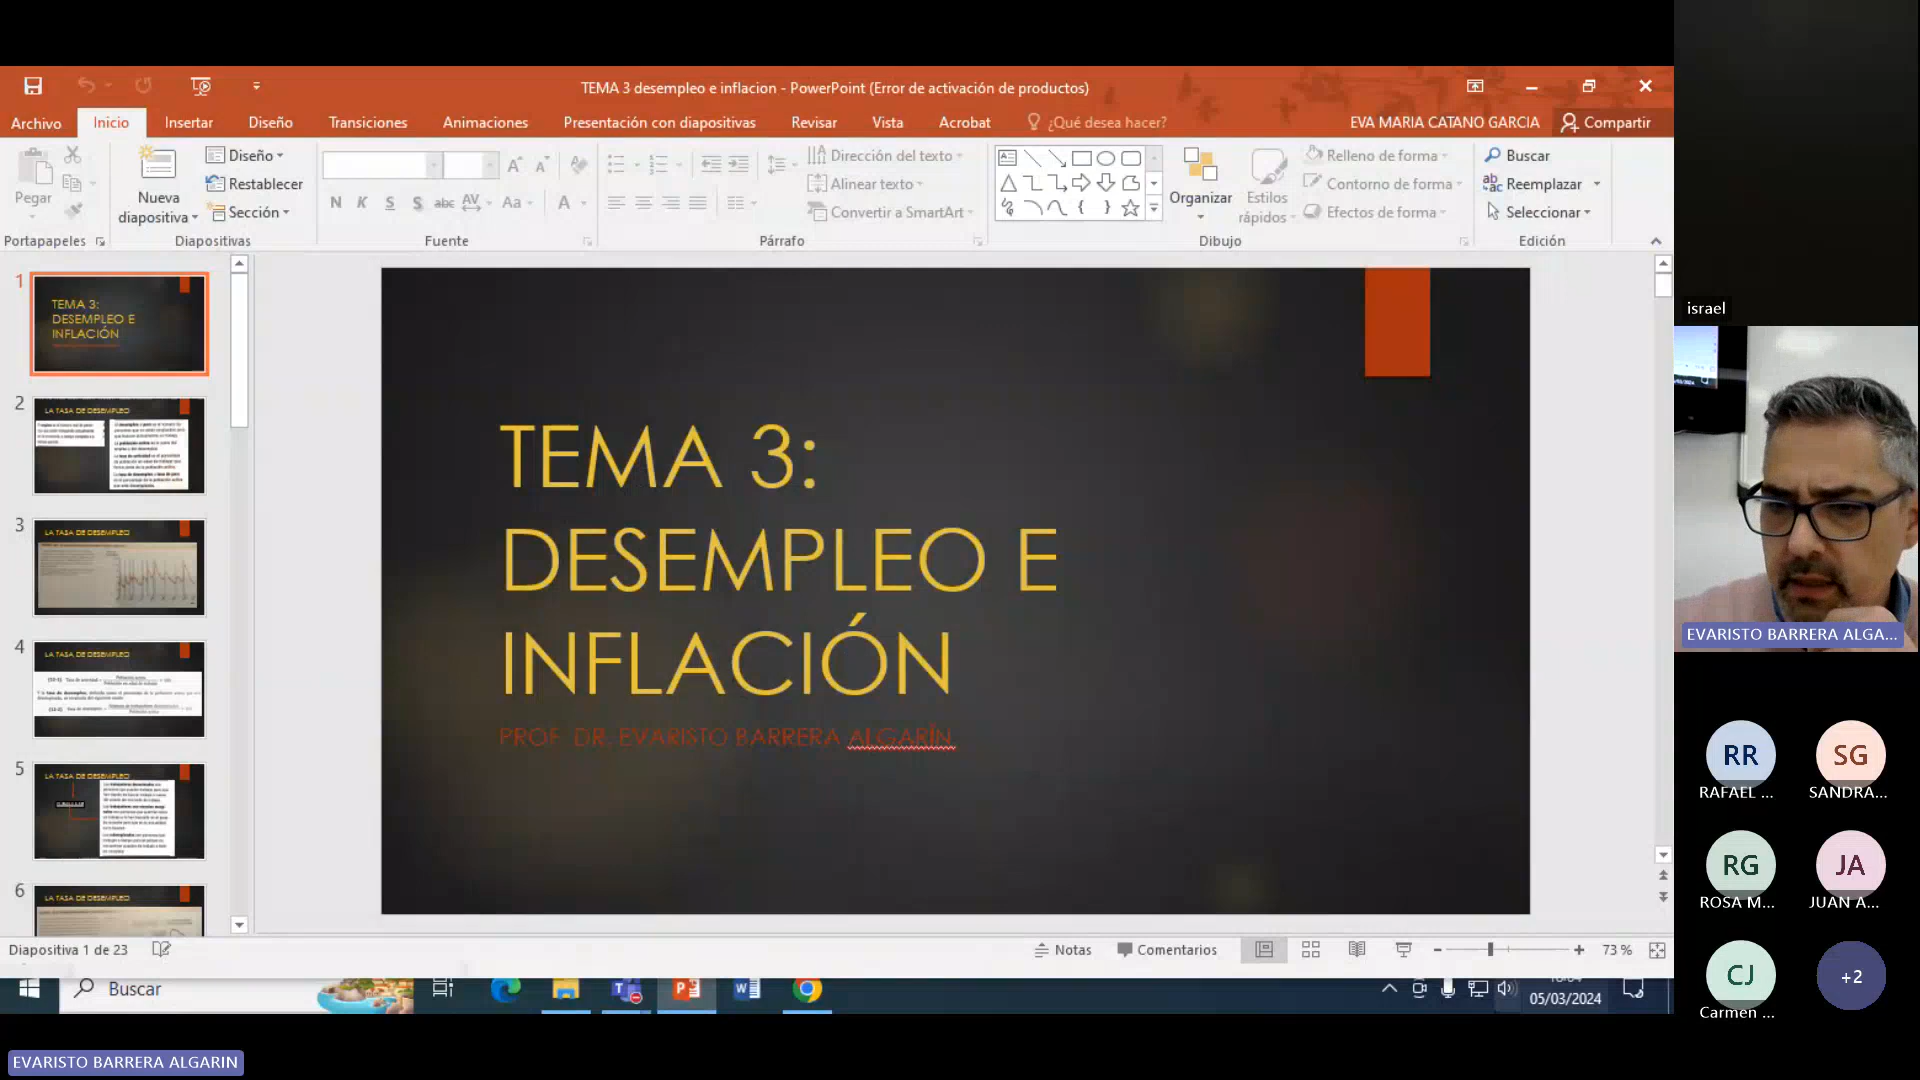 TEMA 3 desempleo e inflacion - PowerPoint (Error de activación de productos)
Archivo Inicio Insertar Diseño Transiciones Animaciones Presentación con diapositivas Revisar Vista Acrobat ¿Qué desea hacer? EVA MARIA CATANO GARCIA Compartir
Pegar
Nueva diapositiva
Diseño
Restablecer
Sección
N K S S abc AV Aa A
Dirección del texto
Alinear texto
Convertir a SmartArt
Organizar
Estilos rápidos
Relleno de forma
Contorno de forma
Efectos de forma
Buscar
Reemplazar
Seleccionar
Portapapeles Diapositivas Fuente Párrafo Dibujo Edición
1
TEMA 3:
DESEMPLEO E
INFLACIÓN
2
LA TASA DE DESEMPLEO
3
LA TASA DE DESEMPLEO
4
LA TASA DE DESEMPLEO
5
LA TASA DE DESEMPLEO
6
LA TASA DE DESEMPLEO
TEMA 3:
DESEMPLEO E
INFLACIÓN
PROF. DR. EVARISTO BARRERA ALGARÍN
Diapositiva 1 de 23
Notas Comentarios 73 %
Buscar
05/03/2024
israel
EVARISTO BARRERA ALGA...
RR SG
RAFAEL ... SANDRA...
RG JA
ROSA M... JUAN A...
CJ +2
Carmen ...
EVARISTO BARRERA ALGARIN